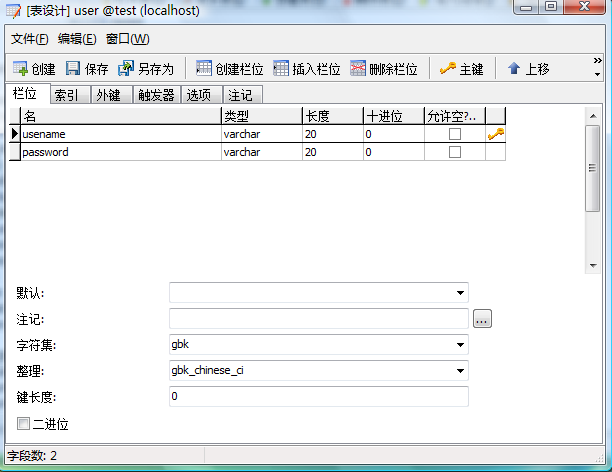 [表设计] user @test (localhost)
文件(F) 编辑(E) 窗口(W)
创建 保存 另存为 创建栏位 插入栏位 删除栏位 主键 上移
栏位 索引 外键 触发器 选项 注记
名 类型 长度 十进位 允许空?..
usename varchar 20 0
password varchar 20 0
默认:
注记: ...
字符集: gbk
整理: gbk_chinese_ci
键长度: 0
二进位
字段数: 2